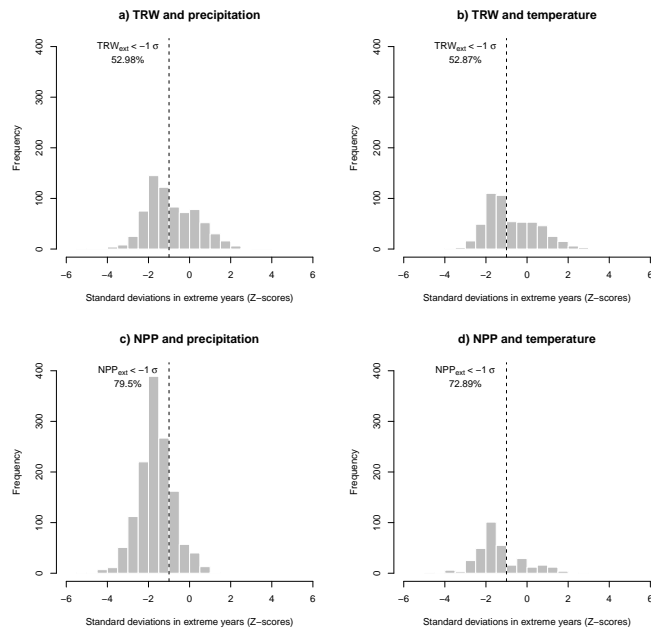 a) TRW and precipitation
TRWext < −1 σ
52.98%
Frequency
400
300
200
100
0
−6 −4 −2 0 2 4 6
Standard deviations in extreme years (Z−scores)
b) TRW and temperature
TRWext < −1 σ
52.87%
Frequency
400
300
200
100
0
−6 −4 −2 0 2 4 6
Standard deviations in extreme years (Z−scores)
c) NPP and precipitation
NPPext < −1 σ
79.5%
Frequency
400
300
200
100
0
−6 −4 −2 0 2 4 6
Standard deviations in extreme years (Z−scores)
d) NPP and temperature
NPPext < −1 σ
72.89%
Frequency
400
300
200
100
0
−6 −4 −2 0 2 4 6
Standard deviations in extreme years (Z−scores)